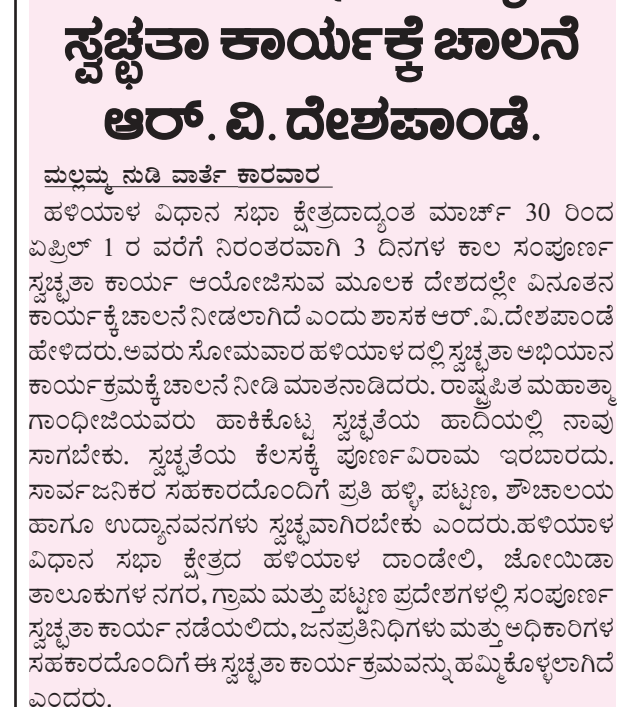 ಸ್ವಚ್ಛತಾ ಕಾರ್ಯಕ್ಕೆ ಚಾಲನೆ
ಆರ್. ವಿ. ದೇಶಪಾಂಡೆ.
ಮಲ್ಲಮ್ಮ ನುಡಿ ವಾರ್ತೆ ಕಾರವಾರ
ಹಳಿಯಾಳ ವಿಧಾನ ಸಭಾ ಕ್ಷೇತ್ರದಾದ್ಯಂತ ಮಾರ್ಚ್ 30 ರಿಂದ
ಏಪ್ರಿಲ್ 1 ರ ವರೆಗೆ ನಿರಂತರವಾಗಿ 3 ದಿನಗಳ ಕಾಲ ಸಂಪೂರ್ಣ
ಸ್ವಚ್ಛತಾ ಕಾರ್ಯ ಆಯೋಜಿಸುವ ಮೂಲಕ ದೇಶದಲ್ಲೇ ವಿನೂತನ
ಕಾರ್ಯಕ್ಕೆ ಚಾಲನೆ ನೀಡಲಾಗಿದೆ ಎಂದು ಶಾಸಕ ಆರ್.ವಿ.ದೇಶಪಾಂಡೆ
ಹೇಳಿದರು.ಅವರು ಸೋಮವಾರ ಹಳಿಯಾಳ ದಲ್ಲಿ ಸ್ವಚ್ಛತಾ ಅಭಿಯಾನ
ಕಾರ್ಯಕ್ರಮಕ್ಕೆ ಚಾಲನೆ ನೀಡಿ ಮಾತನಾಡಿದರು. ರಾಷ್ಟ್ರಪಿತ ಮಹಾತ್ಮಾ
ಗಾಂಧೀಜಿಯವರು ಹಾಕಿಕೊಟ್ಟ ಸ್ವಚ್ಛತೆಯ ಹಾದಿಯಲ್ಲಿ ನಾವು
ಸಾಗಬೇಕು. ಸ್ವಚ್ಛತೆಯ ಕೆಲಸಕ್ಕೆ ಪೂರ್ಣವಿರಾಮ ಇರಬಾರದು.
ಸಾರ್ವಜನಿಕರ ಸಹಕಾರದೊಂದಿಗೆ ಪ್ರತಿ ಹಳ್ಳಿ, ಪಟ್ಟಣ, ಶೌಚಾಲಯ
ಹಾಗೂ ಉದ್ಯಾನವನಗಳು ಸ್ವಚ್ಛವಾಗಿರಬೇಕು ಎಂದರು.ಹಳಿಯಾಳ
ವಿಧಾನ ಸಭಾ ಕ್ಷೇತ್ರದ ಹಳಿಯಾಳ ದಾಂಡೇಲಿ, ಜೋಯಿಡಾ
ತಾಲೂಕುಗಳ ನಗರ, ಗ್ರಾಮ ಮತ್ತು ಪಟ್ಟಣ ಪ್ರದೇಶಗಳಲ್ಲಿ ಸಂಪೂರ್ಣ
ಸ್ವಚ್ಛತಾ ಕಾರ್ಯ ನಡೆಯಲಿದು, ಜನಪ್ರತಿನಿಧಿಗಳು ಮತ್ತು ಅಧಿಕಾರಿಗಳ
ಸಹಕಾರದೊಂದಿಗೆ ಈ ಸ್ವಚ್ಛತಾ ಕಾರ್ಯಕ್ರಮವನ್ನು ಹಮ್ಮಿಕೊಳ್ಳಲಾಗಿದೆ
ಎಂದರು.